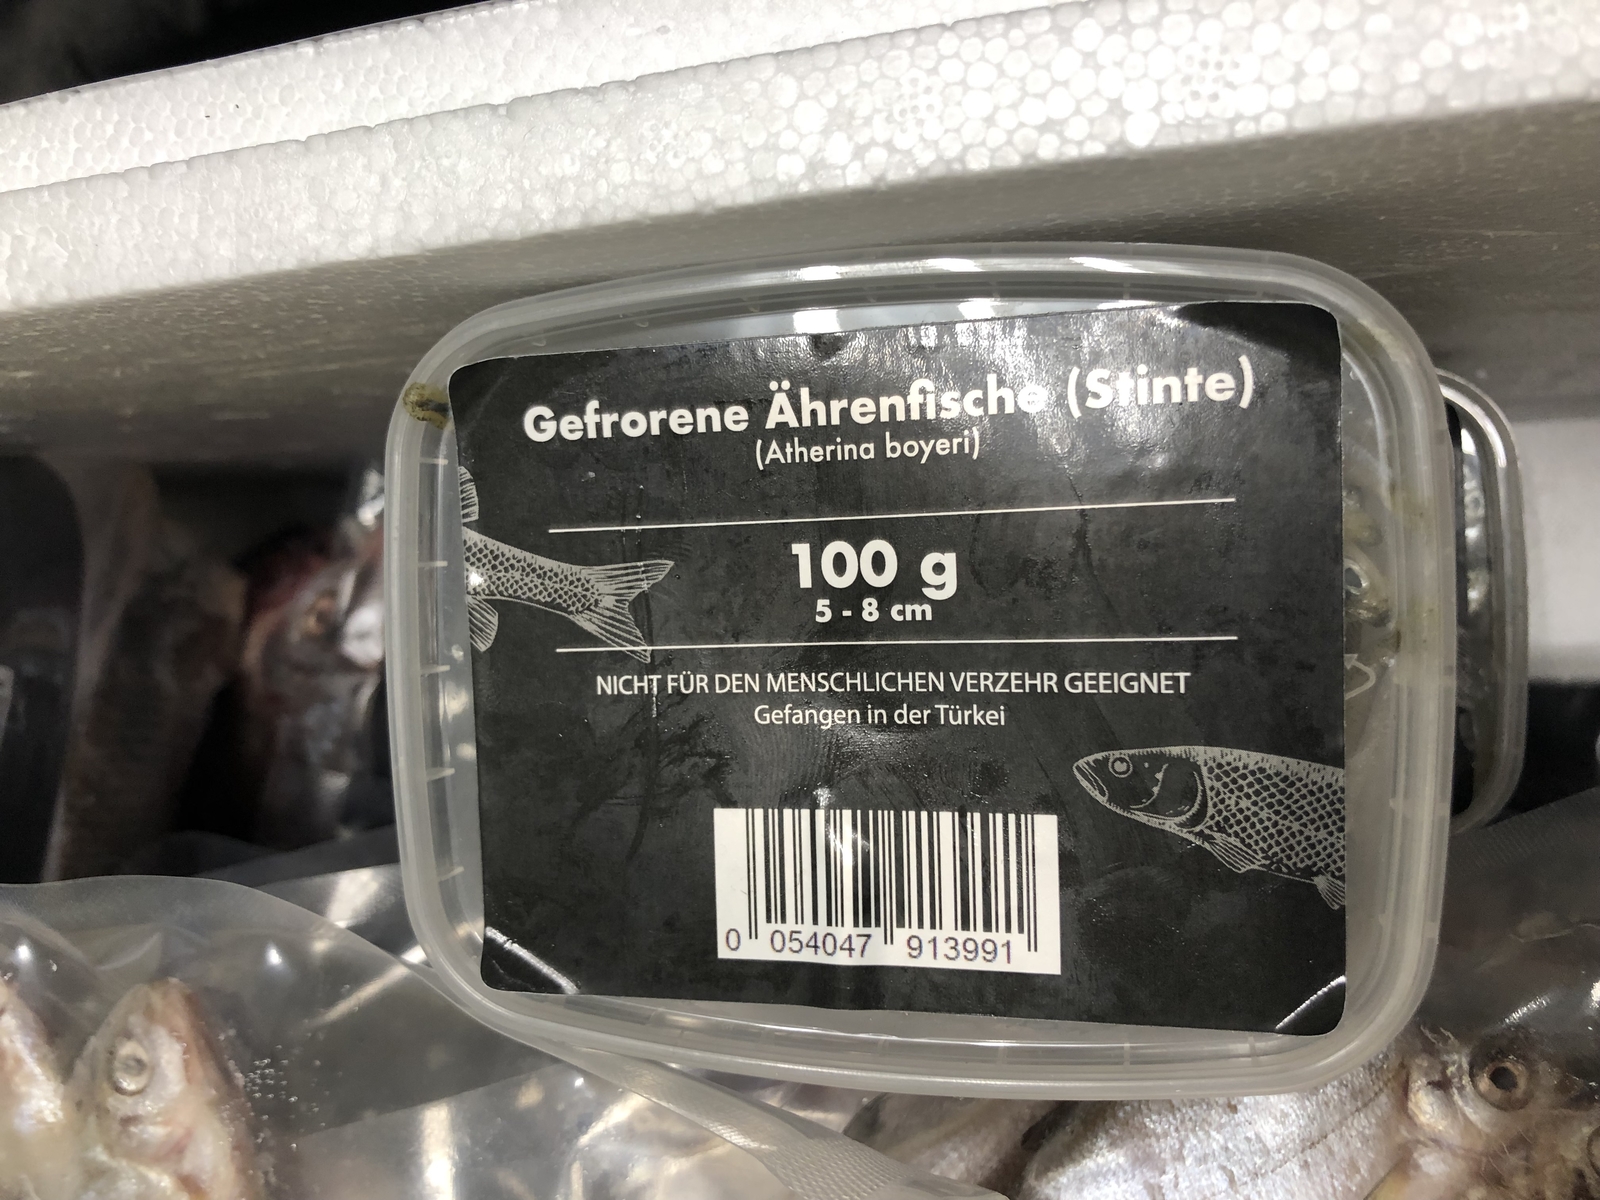 Gefrorene Ährenfische (Stinte)
(Atherina boyeri)
100 g
5 - 8 cm
NICHT FÜR DEN MENSCHLICHEN VERZEHR GEEIGNET
Gefangen in der Türkei
0 054047 913991